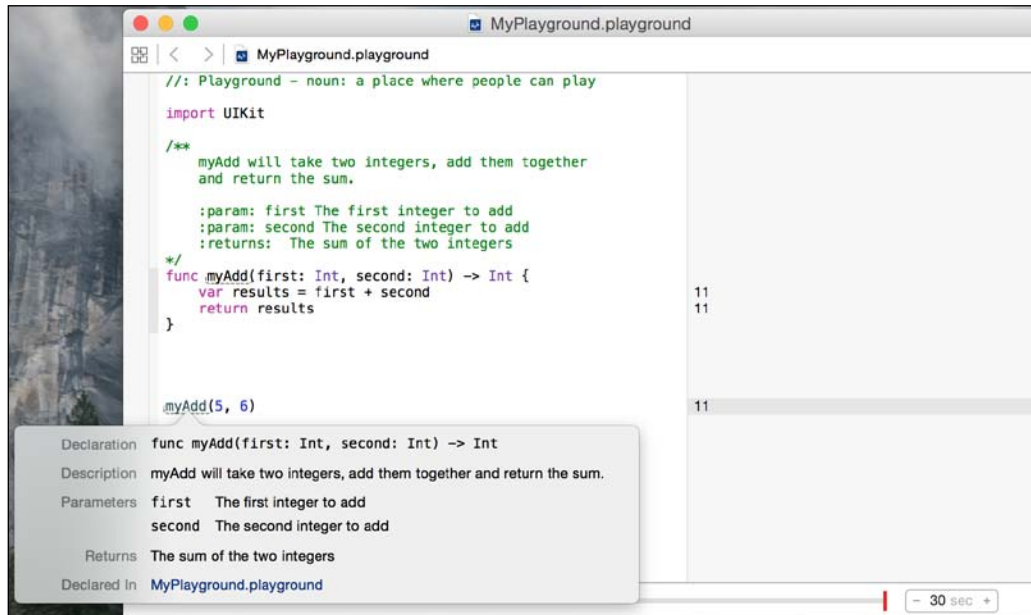 MyPlayground.playground
MyPlayground.playground
//: Playground – noun: a place where people can play
import UIKit
/**
myAdd will take two integers, add them together
and return the sum.
:param: first The first integer to add
:param: second The second integer to add
:returns:  The sum of the two integers
*/
func myAdd(first: Int, second: Int) -> Int {
var results = first + second 11
return results 11
}
myAdd(5, 6) 11
Declaration func myAdd(first: Int, second: Int) -> Int
Description myAdd will take two integers, add them together and return the sum.
Parameters first The first integer to add
second The second integer to add
Returns The sum of the two integers
Declared In MyPlayground.playground
– 30 sec +